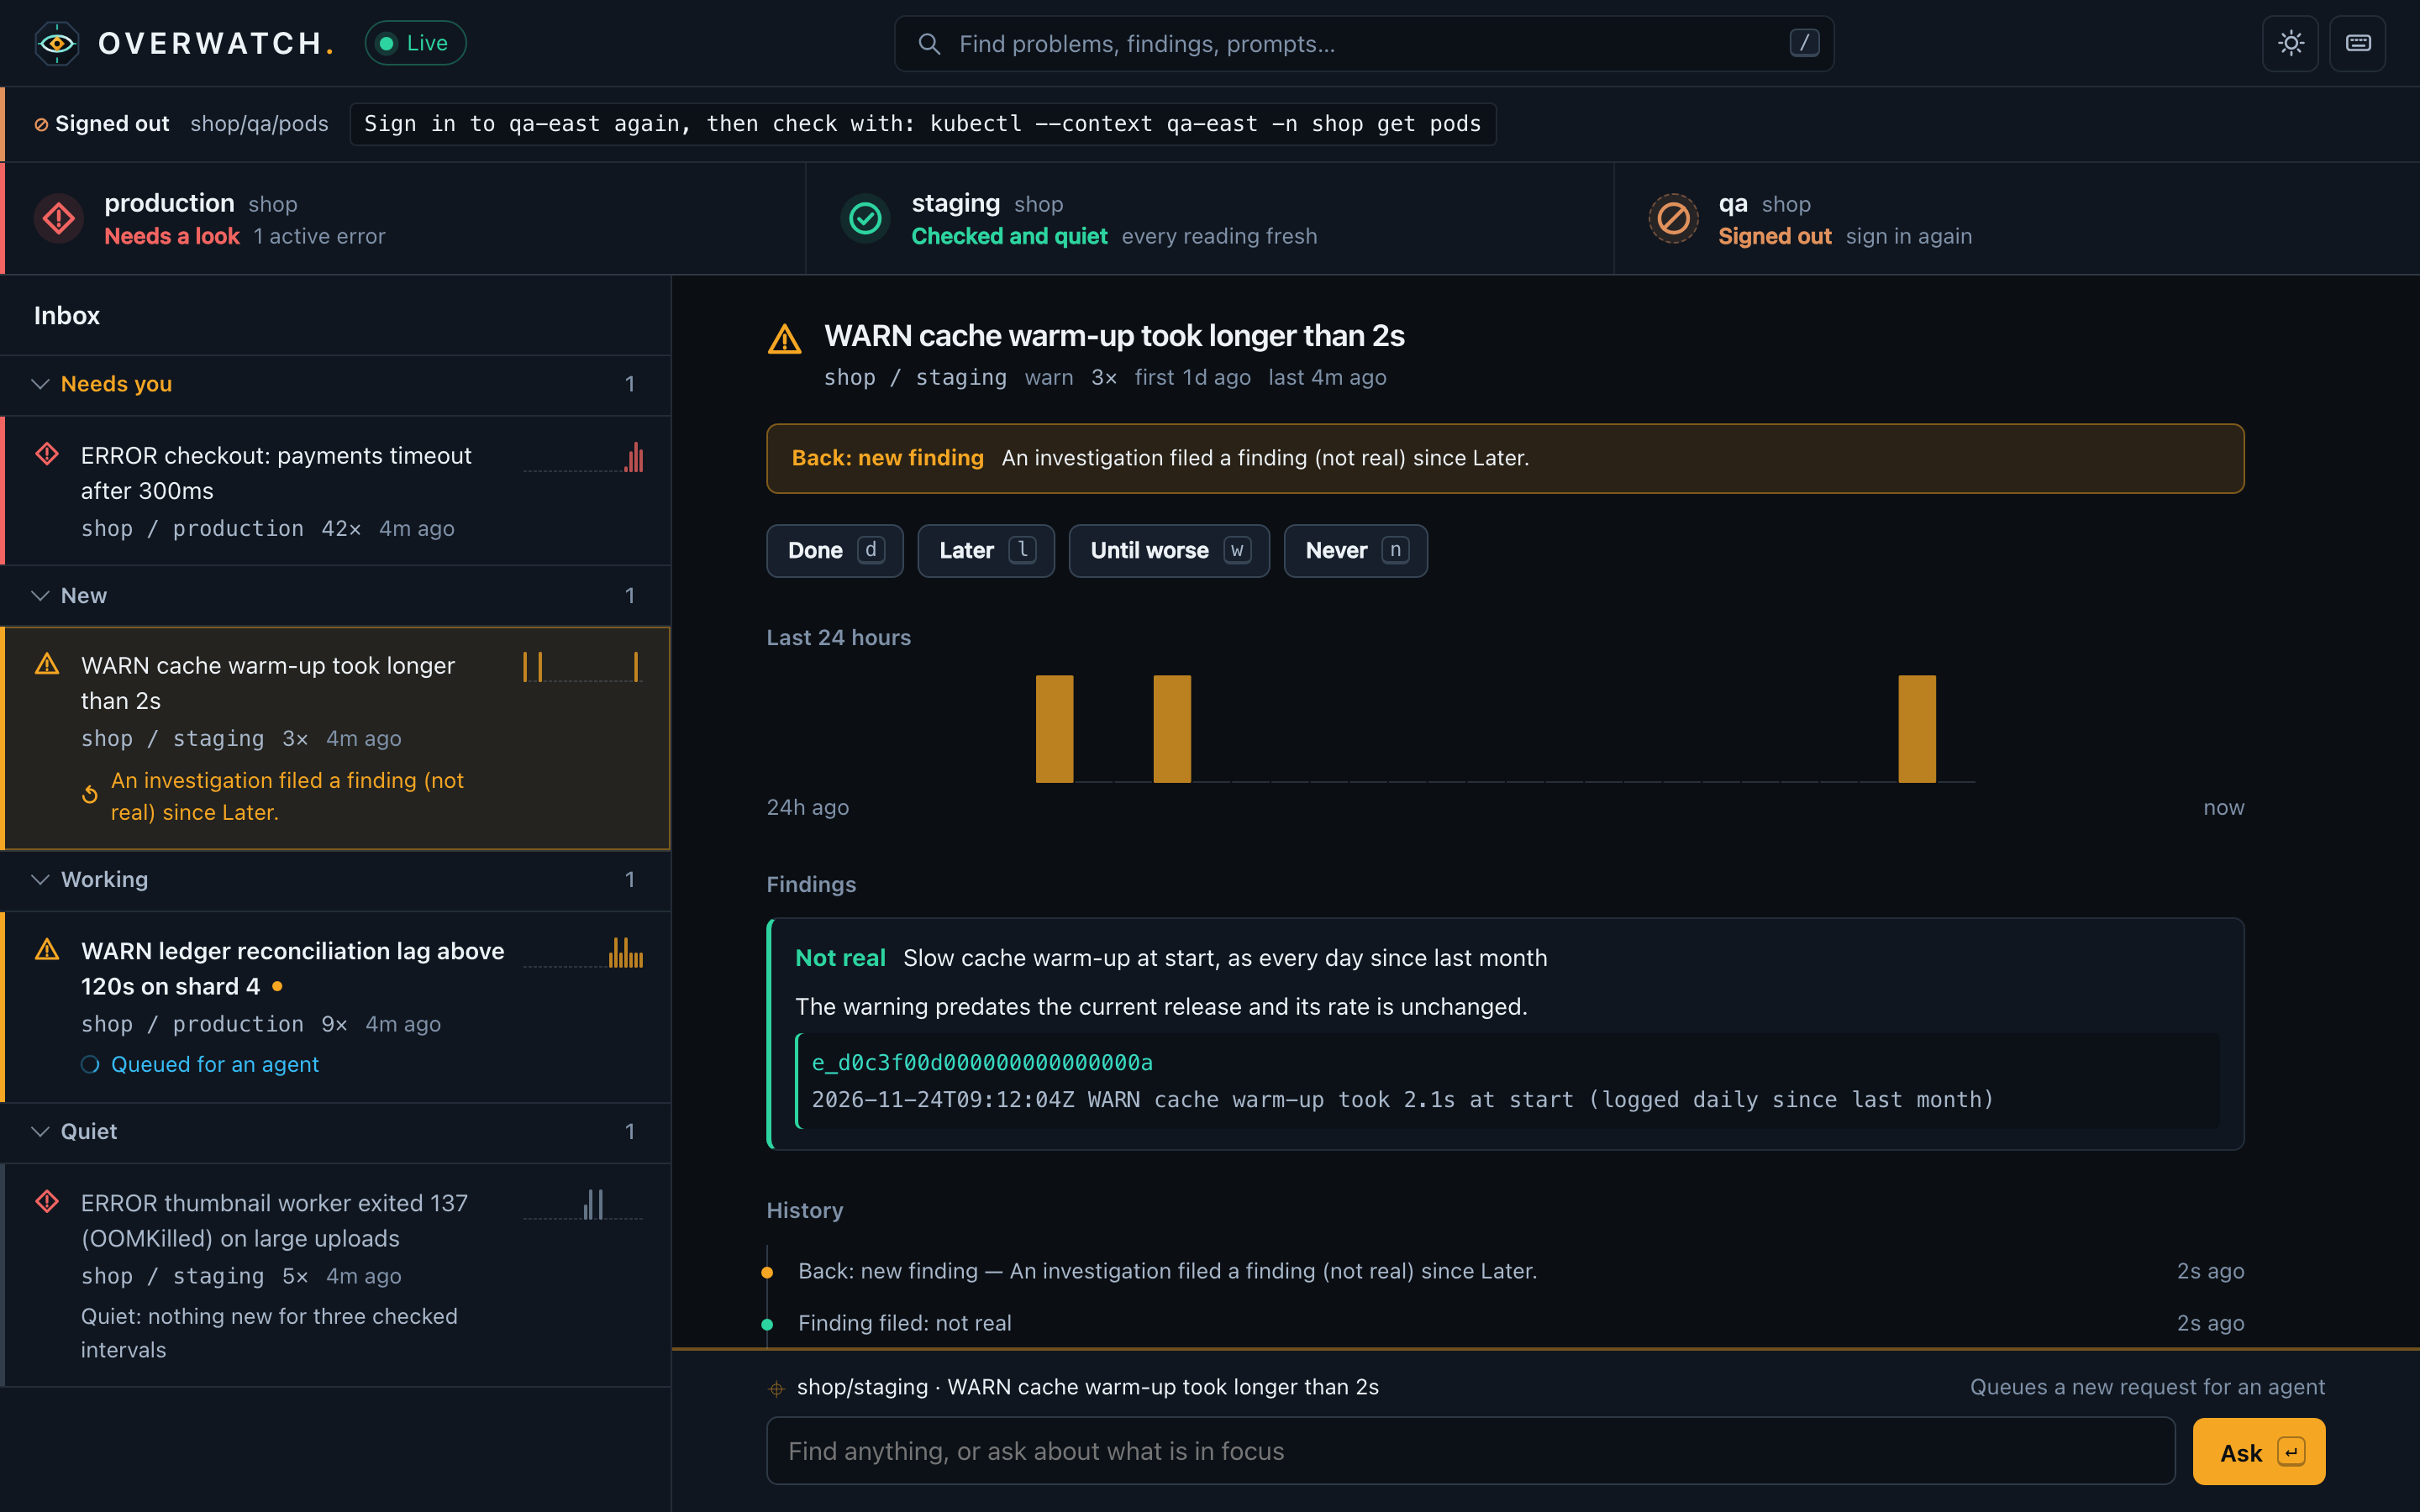 OVERWATCH.
Live
Find problems, findings, prompts...
/
Signed out shop/qa/pods Sign in to qa-east again, then check with: kubectl --context qa-east -n shop get pods
production shop
Needs a look 1 active error
staging shop
Checked and quiet every reading fresh
qa shop
Signed out sign in again
Inbox
Needs you 1
ERROR checkout: payments timeout
after 300ms
shop / production 42× 4m ago
New 1
WARN cache warm-up took longer
than 2s
shop / staging 3× 4m ago
An investigation filed a finding (not
real) since Later.
Working 1
WARN ledger reconciliation lag above
120s on shard 4
shop / production 9× 4m ago
Queued for an agent
Quiet 1
ERROR thumbnail worker exited 137
(OOMKilled) on large uploads
shop / staging 5× 4m ago
Quiet: nothing new for three checked
intervals
WARN cache warm-up took longer than 2s
shop / staging warn 3× first 1d ago last 4m ago
Back: new finding An investigation filed a finding (not real) since Later.
Done d Later l Until worse w Never n
Last 24 hours
24h ago now
Findings
Not real Slow cache warm-up at start, as every day since last month
The warning predates the current release and its rate is unchanged.
e_d0c3f00d000000000000000a
2026-11-24T09:12:04Z WARN cache warm-up took 2.1s at start (logged daily since last month)
History
Back: new finding — An investigation filed a finding (not real) since Later. 2s ago
Finding filed: not real 2s ago
shop/staging · WARN cache warm-up took longer than 2s Queues a new request for an agent
Find anything, or ask about what is in focus
Ask ↵